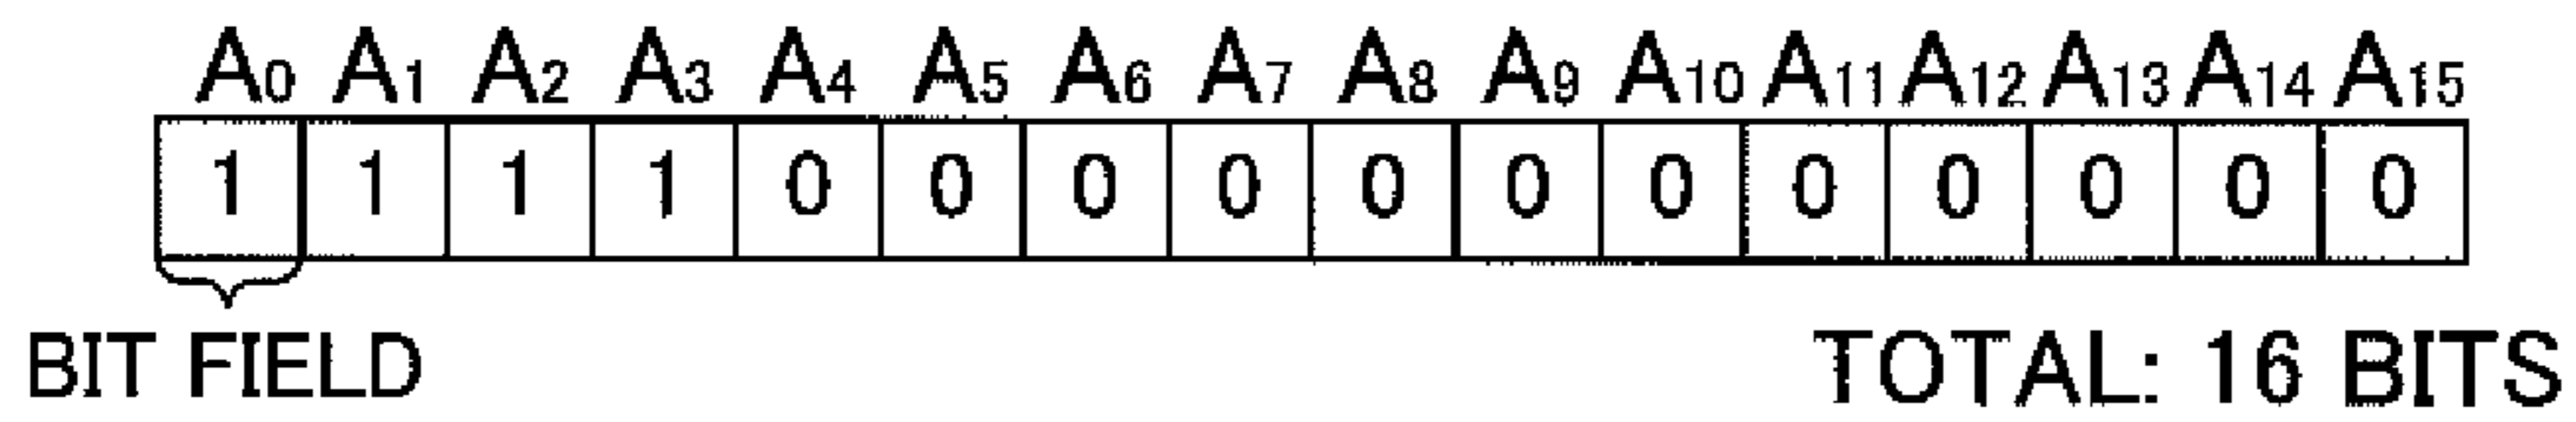 A0 A1 A2 A3 A4 A5 A6 A7 A8 A9 A10 A11 A12 A13 A14 A15
1 1 1 1 0 0 0 0 0 0 0 0 0 0 0 0
BIT FIELD TOTAL: 16 BITS